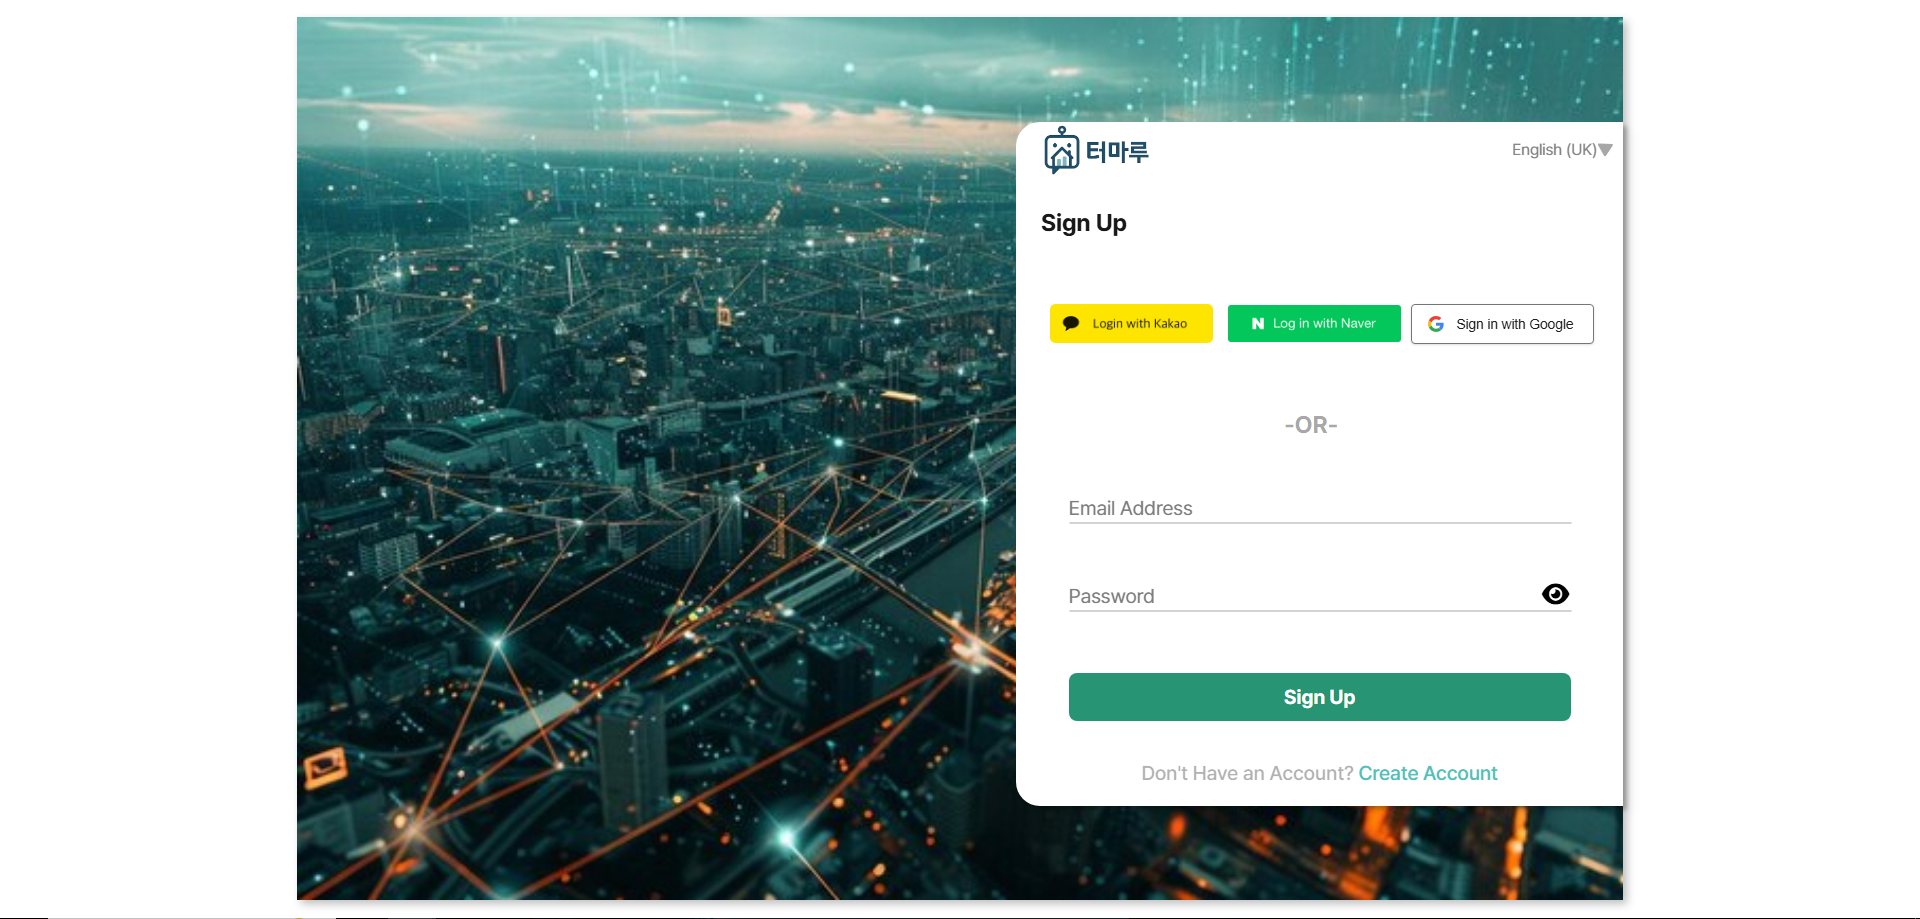 터마루
English (UK)
Sign Up
Login with Kakao
Log in with Naver
Sign in with Google
-OR-
Email Address
Password
Sign Up
Don't Have an Account? Create Account